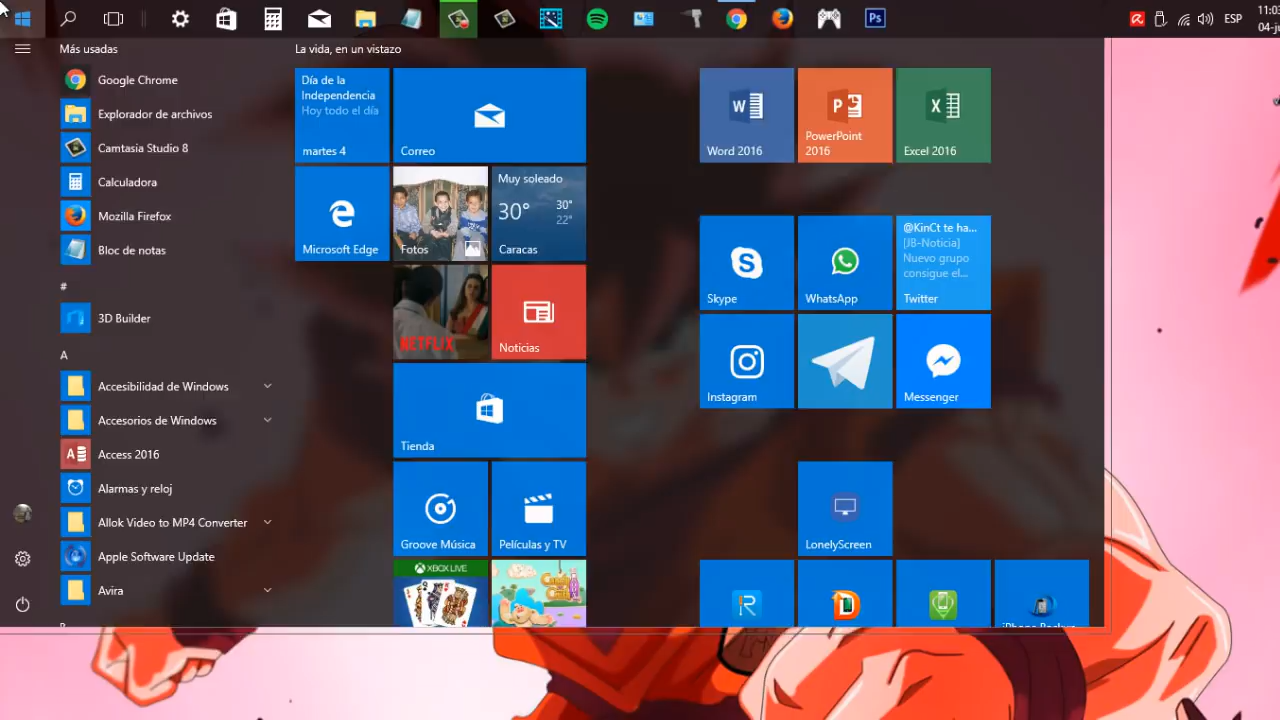 ESP
11:0
04-ju
Más usadas
Google Chrome
Explorador de archivos
Camtasia Studio 8
Calculadora
Mozilla Firefox
Bloc de notas
#
3D Builder
A
Accesibilidad de Windows
Accesorios de Windows
Access 2016
Alarmas y reloj
Allok Video to MP4 Converter
Apple Software Update
Avira
La vida, en un vistazo
Día de la
Independencia
Hoy todo el día
martes 4
Correo
Microsoft Edge
Fotos
Muy soleado
30°
30°
22°
Caracas
NETFLIX
Noticias
Tienda
Groove Música
Películas y TV
XBOX LIVE
Candy
Word 2016
PowerPoint
2016
Excel 2016
Skype
WhatsApp
@KinCt te ha...
[JB-Noticia]
Nuevo grupo
consigue el...
Twitter
Instagram
Messenger
LonelyScreen
iPhone Backup
Ps